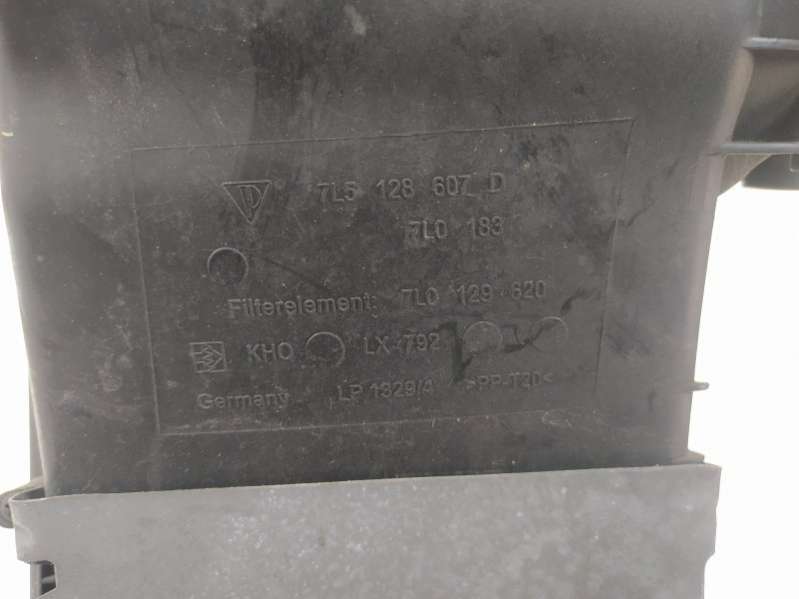 7L5 128 607 D
7L0 183
Filterelement: 7L0 129 620
KHO LX 792
Germany LP 1329/4 >PP-T20<